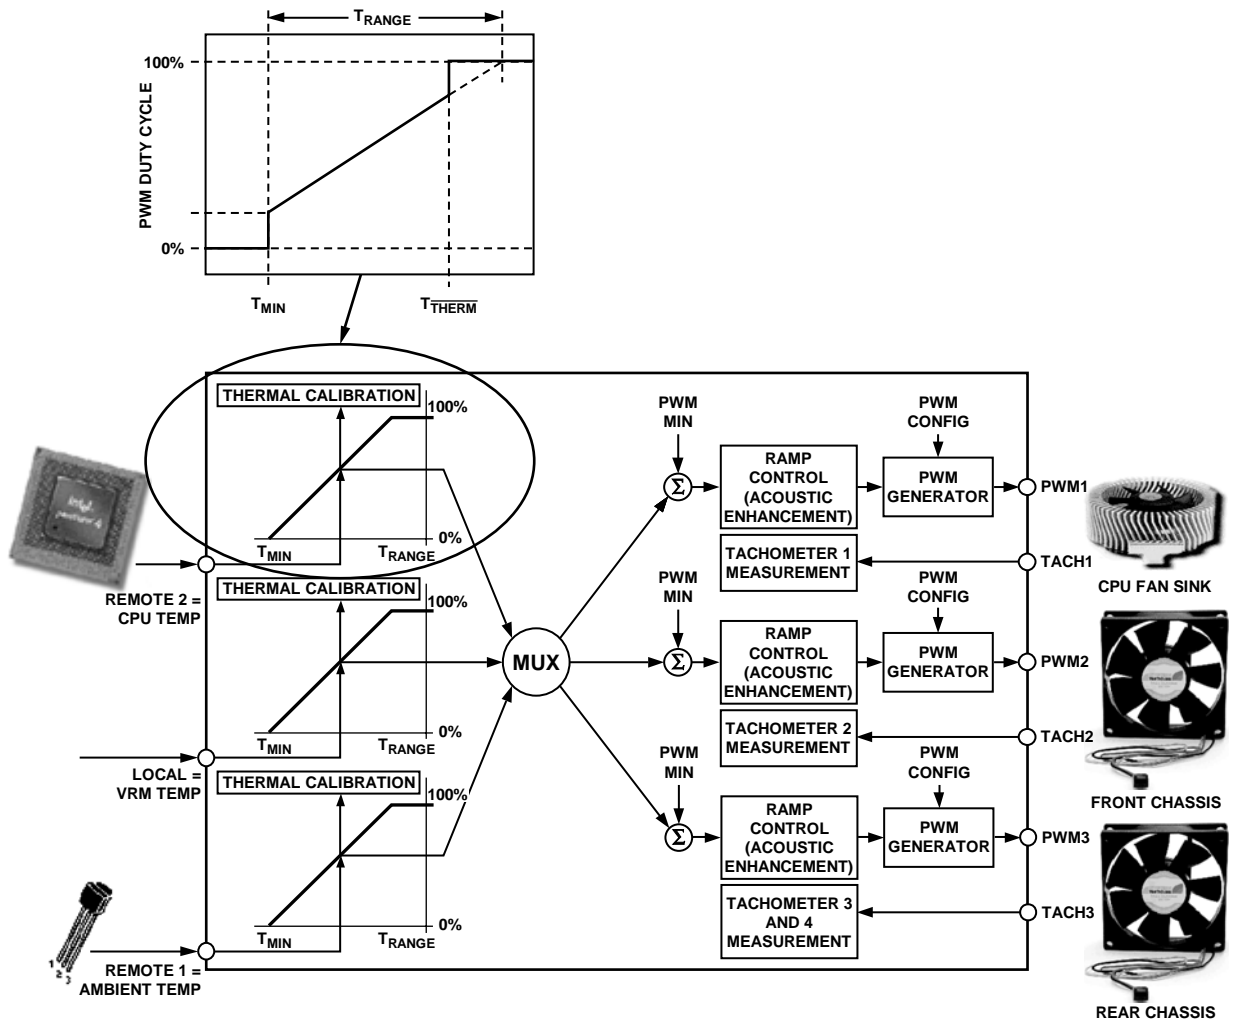 TRANGE
100%
PWM DUTY CYCLE
0%
TMIN
TTHERM
THERMAL CALIBRATION
100%
0%
TMIN
TRANGE
REMOTE 2 =
CPU TEMP
THERMAL CALIBRATION
100%
0%
TMIN
TRANGE
LOCAL =
VRM TEMP
THERMAL CALIBRATION
100%
0%
TMIN
TRANGE
REMOTE 1 =
AMBIENT TEMP
1
2
3
MUX
PWM
MIN
Σ
RAMP
CONTROL
(ACOUSTIC
ENHANCEMENT)
PWM
CONFIG
PWM
GENERATOR
PWM1
TACHOMETER 1
MEASUREMENT
TACH1
CPU FAN SINK
PWM
MIN
Σ
RAMP
CONTROL
(ACOUSTIC
ENHANCEMENT)
PWM
CONFIG
PWM
GENERATOR
PWM2
TACHOMETER 2
MEASUREMENT
TACH2
FRONT CHASSIS
PWM
MIN
Σ
RAMP
CONTROL
(ACOUSTIC
ENHANCEMENT)
PWM
CONFIG
PWM
GENERATOR
PWM3
TACHOMETER 3
AND 4
MEASUREMENT
TACH3
REAR CHASSIS